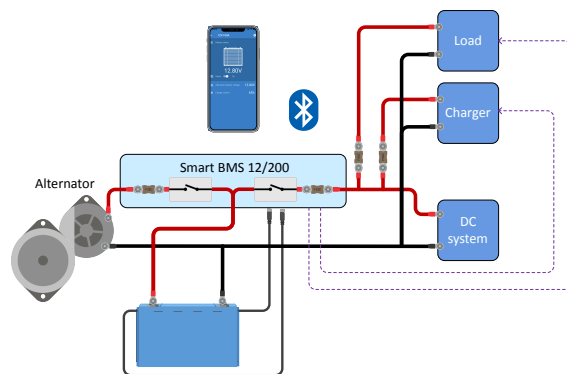 12.80V
Load
Charger
Smart BMS 12/200
Alternator
DC
system